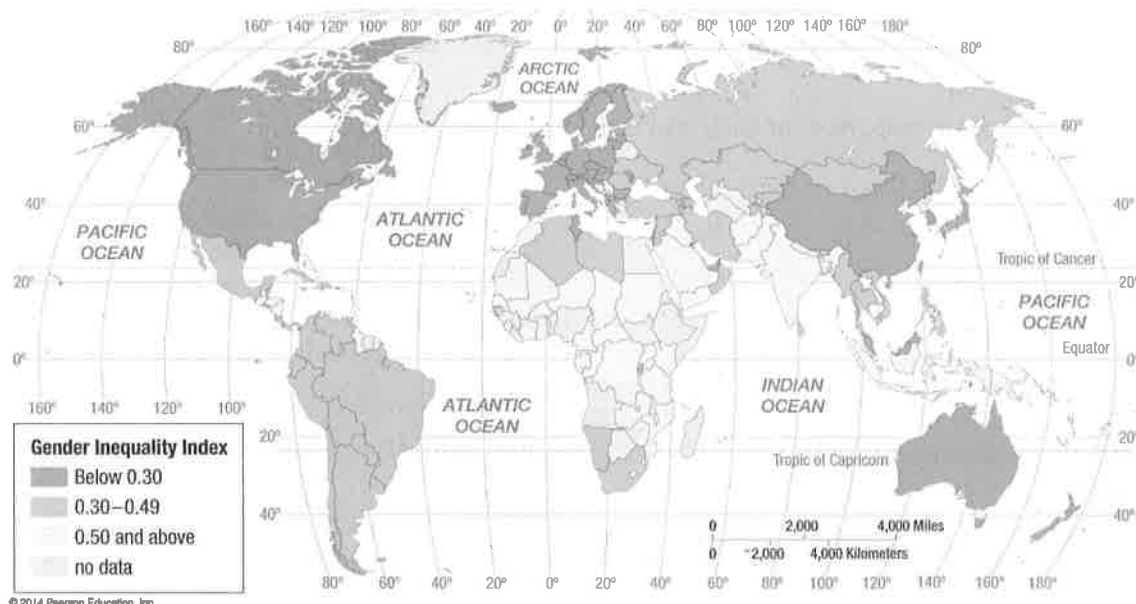 160° 140° 120° 100° 80° 60° 40° 20° 0° 20° 40° 60° 80° 100° 120° 140° 160° 180°
80° 80°
ARCTIC
OCEAN
60° 60°
40° 40°
PACIFIC
OCEAN
ATLANTIC
OCEAN
Tropic of Cancer
20° 20°
PACIFIC
OCEAN
Equator
0° 0°
INDIAN
OCEAN
160° 140° 120° 100°
ATLANTIC
OCEAN
20° 20°
Tropic of Capricorn
40° 40°
Gender Inequality Index
Below 0.30
0.30–0.49
0.50 and above
no data
0 2,000 4,000 Miles
0 2,000 4,000 Kilometers
80° 60° 40° 20° 0° 20° 40° 60° 80° 100° 120° 140° 160° 180°
© 2014 Pearson Education, Inc.